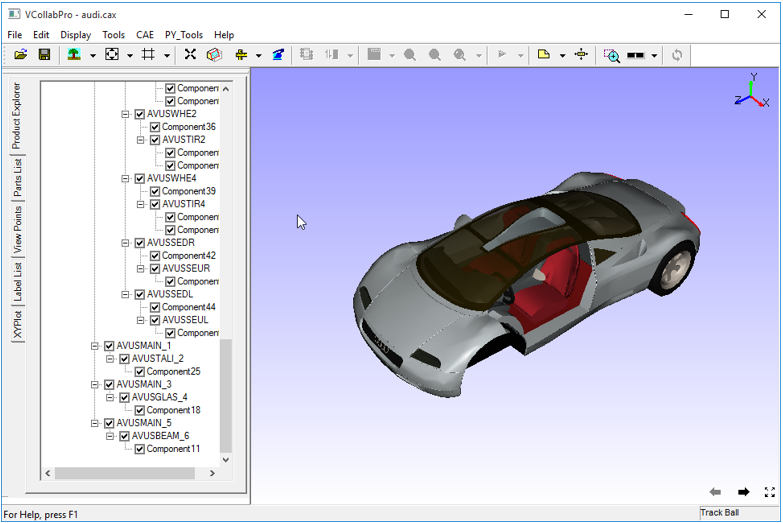 VCollabPro - audi.cax
File Edit Display Tools CAE PY_Tools Help
Product Explorer
Parts List
View Points
Label List
XYPlot
Componen
Componen
AVUSWHE2
Component36
AVUSTIR2
Componen
Componen
AVUSWHE4
Component39
AVUSTIR4
Componen
Componen
AVUSSEDR
Component42
AVUSSEUR
Componen
AVUSSEDL
Component44
AVUSSEUL
Componen
AVUSMAIN_1
AVUSTALI_2
Component25
AVUSMAIN_3
AVUSGLAS_4
Component18
AVUSMAIN_5
AVUSBEAM_6
Component11
Y
Z
X
For Help, press F1
Track Ball